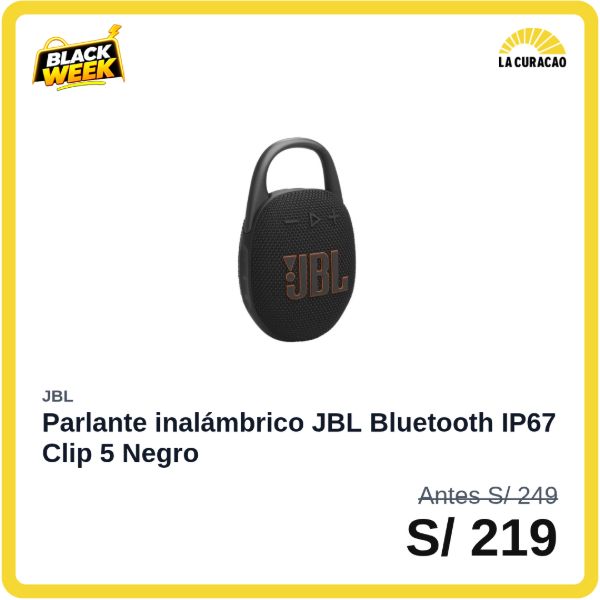 BLACK
WEEK
LA CURACAO
JBL
JBL
Parlante inalámbrico JBL Bluetooth IP67
Clip 5 Negro
Antes S/ 249
S/ 219